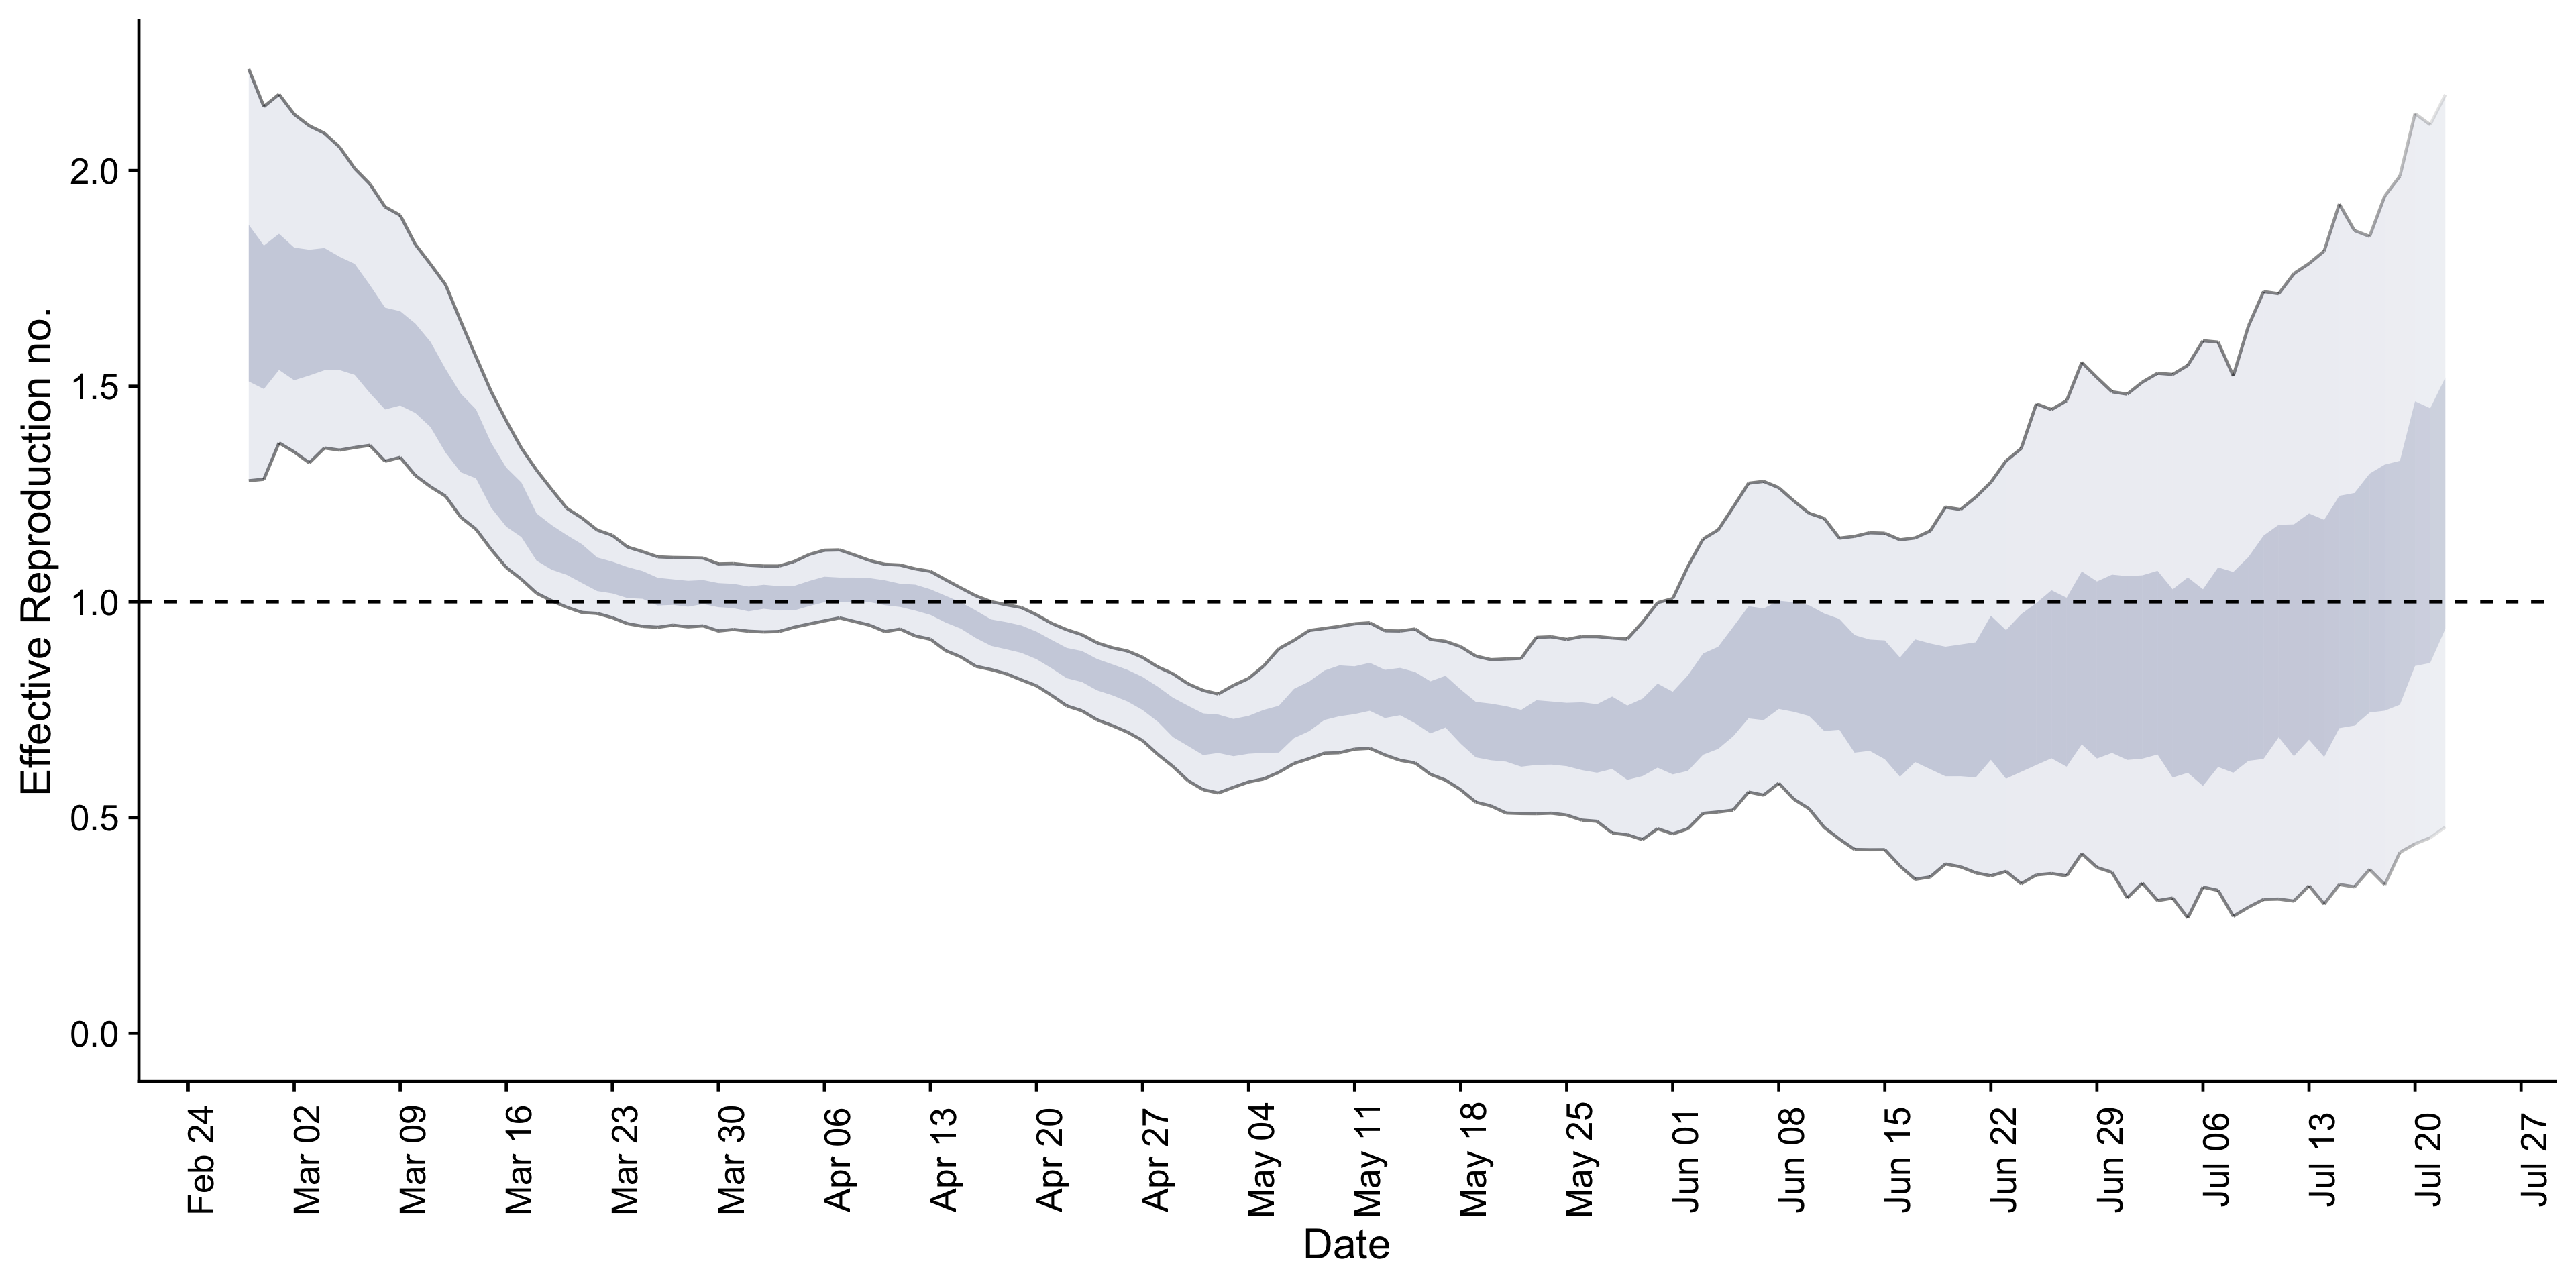 Effective Reproduction no.
2.0
1.5
1.0
0.5
0.0
Feb 24
Mar 02
Mar 09
Mar 16
Mar 23
Mar 30
Apr 06
Apr 13
Apr 20
Apr 27
May 04
May 11
May 18
May 25
Jun 01
Jun 08
Jun 15
Jun 22
Jun 29
Jul 06
Jul 13
Jul 20
Jul 27
Date